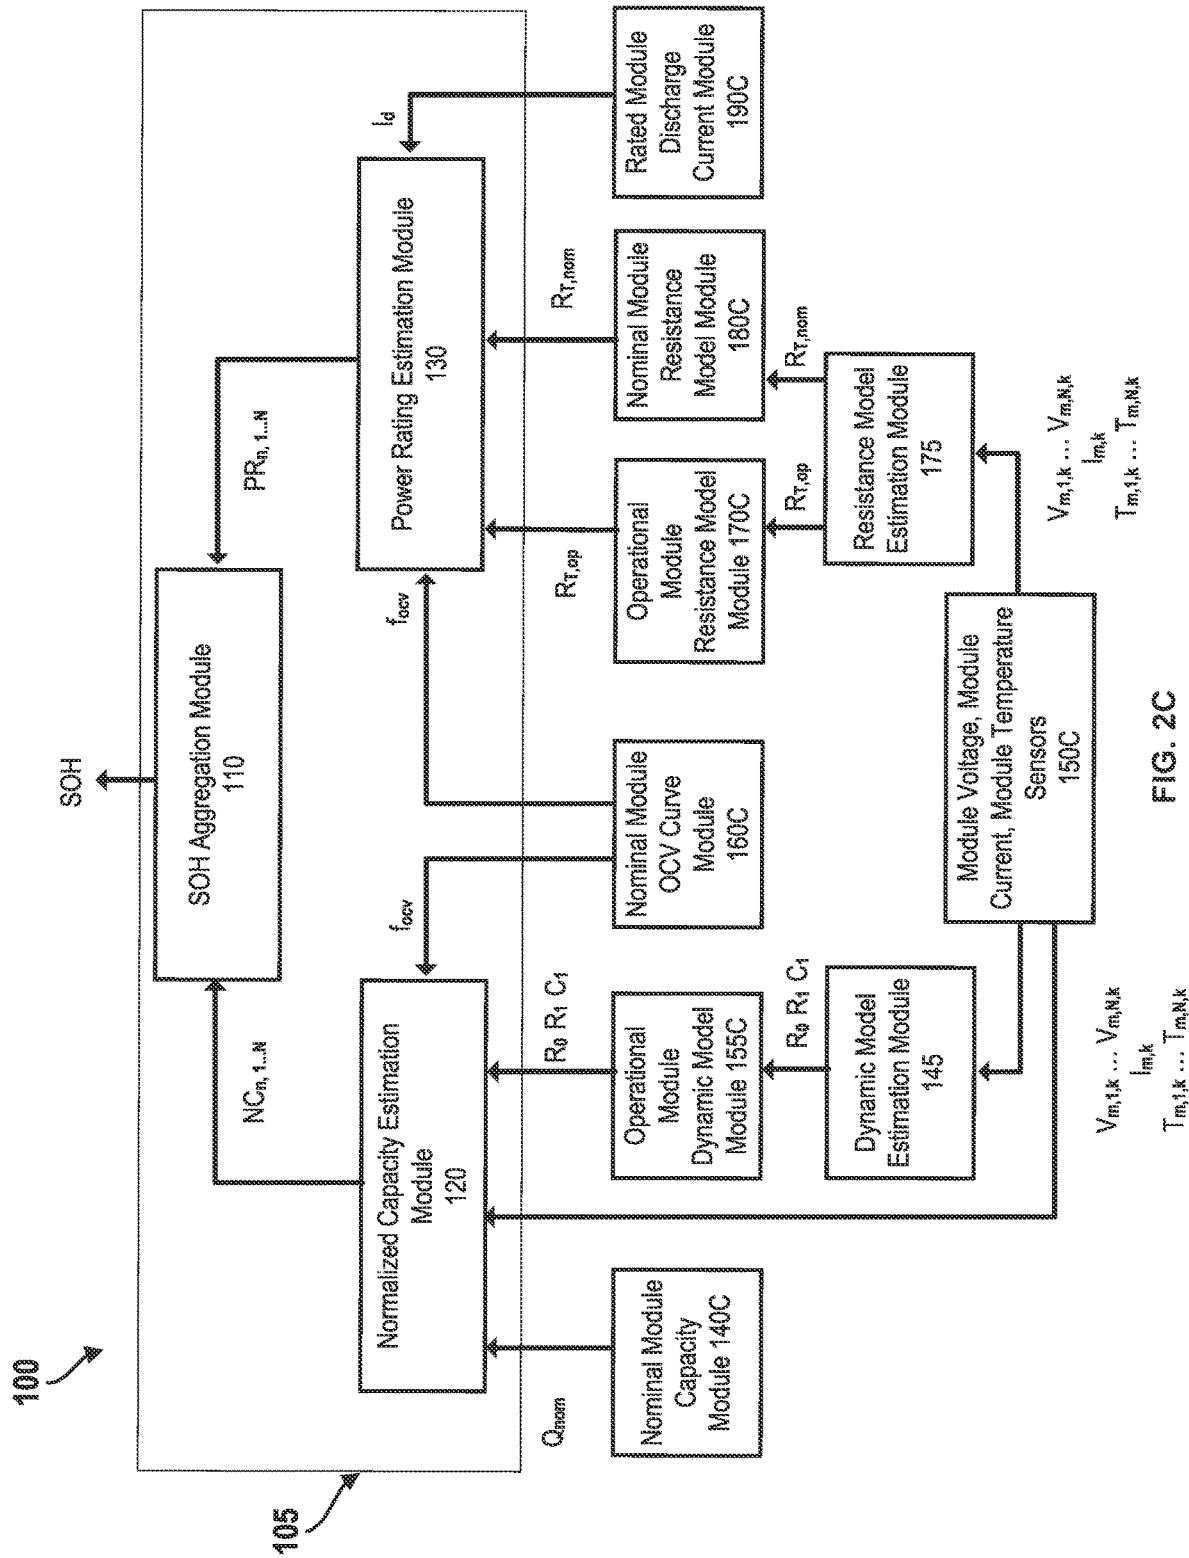 100
105
SOH
SOH Aggregation Module
110
NCn, 1...N
PRn, 1...N
Normalized Capacity Estimation
Module
120
focv
focv
Power Rating Estimation Module
130
Id
Qnom
R0 R1 C1
RT,op
RT,nom
Nominal Module
Capacity
Module 140C
Operational
Module
Dynamic Model
Module 155C
Nominal Module
OCV Curve
Module
160C
Operational
Module
Resistance Model
Module 170C
Nominal Module
Resistance
Model Module
180C
Rated Module
Discharge
Current Module
190C
R0 R1 C1
RT,op
RT,nom
Dynamic Model
Estimation Module
145
Resistance Model
Estimation Module
175
Module Voltage, Module
Current, Module Temperature
Sensors
150C
Vm,1,k ... Vm,N,k
Im,k
Tm,1,k ... Tm,N,k
Vm,1,k ... Vm,N,k
Im,k
Tm,1,k ... Tm,N,k
FIG. 2C